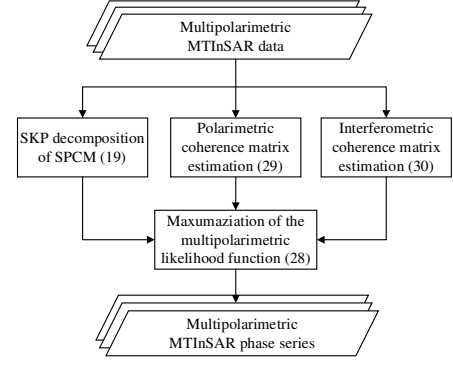 Multipolarimetric
MTInSAR data
SKP decomposition
of SPCM (19)
Polarimetric
coherence matrix
estimation (29)
Interferometric
coherence matrix
estimation (30)
Maxumaziation of the
multipolarimetric
likelihood function (28)
Multipolarimetric
MTInSAR phase series